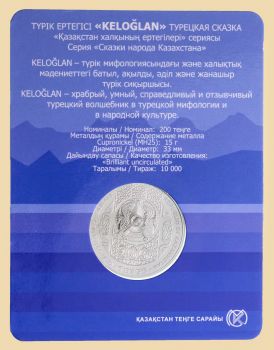 ТҮРІК ЕРТЕГІСІ «KELOĞLAN» ТУРЕЦКАЯ СКАЗКА
«Қазақстан халқының ертегілері» сериясы
Серия «Сказки народа Казахстана»
KELOĞLAN – түрік мифологиясындағы және халықтық
мәдениеттегі батыл, ақылды, әділ және жанашыр
түрік сиқыршысы.
KELOĞLAN – храбрый, умный, справедливый и отзывчивый
турецкий волшебник в турецкой мифологии и
в народной культуре.
Номиналы / Номинал: 200 теңге
Металдың құрамы / Содержание металла
Cupronickel (МН25): 15 г
Диаметрі / Диаметр: 33 мм
Дайындау сапасы / Качество изготовления:
«Brilliant uncirculated»
Таралымы / Тираж: 10 000
ҚАЗАҚСТАН ТЕҢГЕ САРАЙЫ